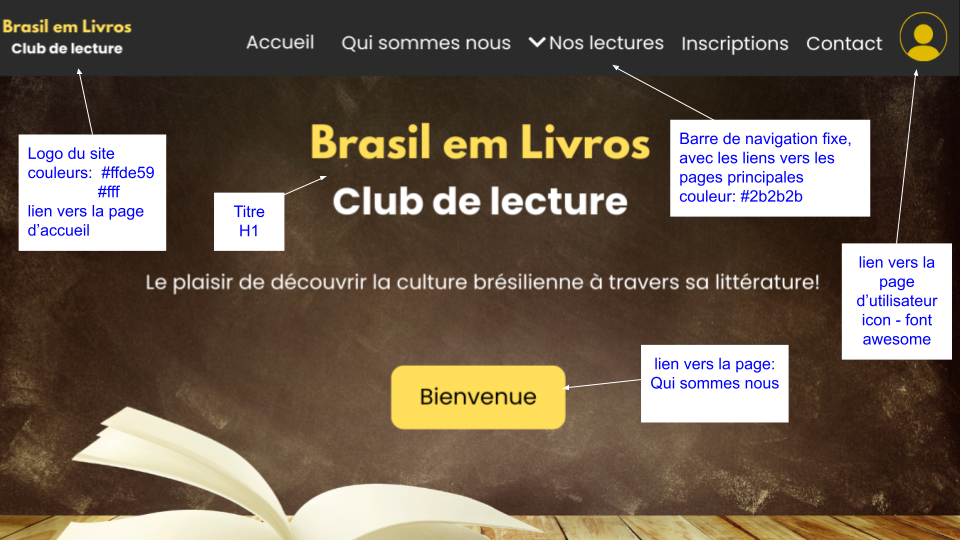 Brasil em Livros
Club de lecture
Accueil
Qui sommes nous
Nos lectures
Inscriptions
Contact
Logo du site
couleurs: #ffde59
#fff
lien vers la page
d’accueil
Titre
H1
Brasil em Livros
Club de lecture
Barre de navigation fixe,
avec les liens vers les
pages principales
couleur: #2b2b2b
lien vers la
page
d’utilisateur
icon - font
awesome
Le plaisir de découvrir la culture brésilienne à travers sa littérature!
Bienvenue
lien vers la page:
Qui sommes nous